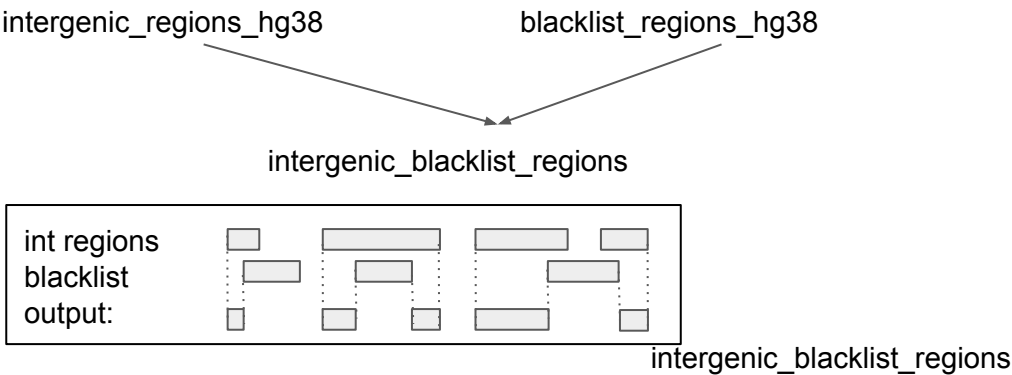 intergenic_regions_hg38
blacklist_regions_hg38
intergenic_blacklist_regions
int regions
blacklist
output:
intergenic_blacklist_regions